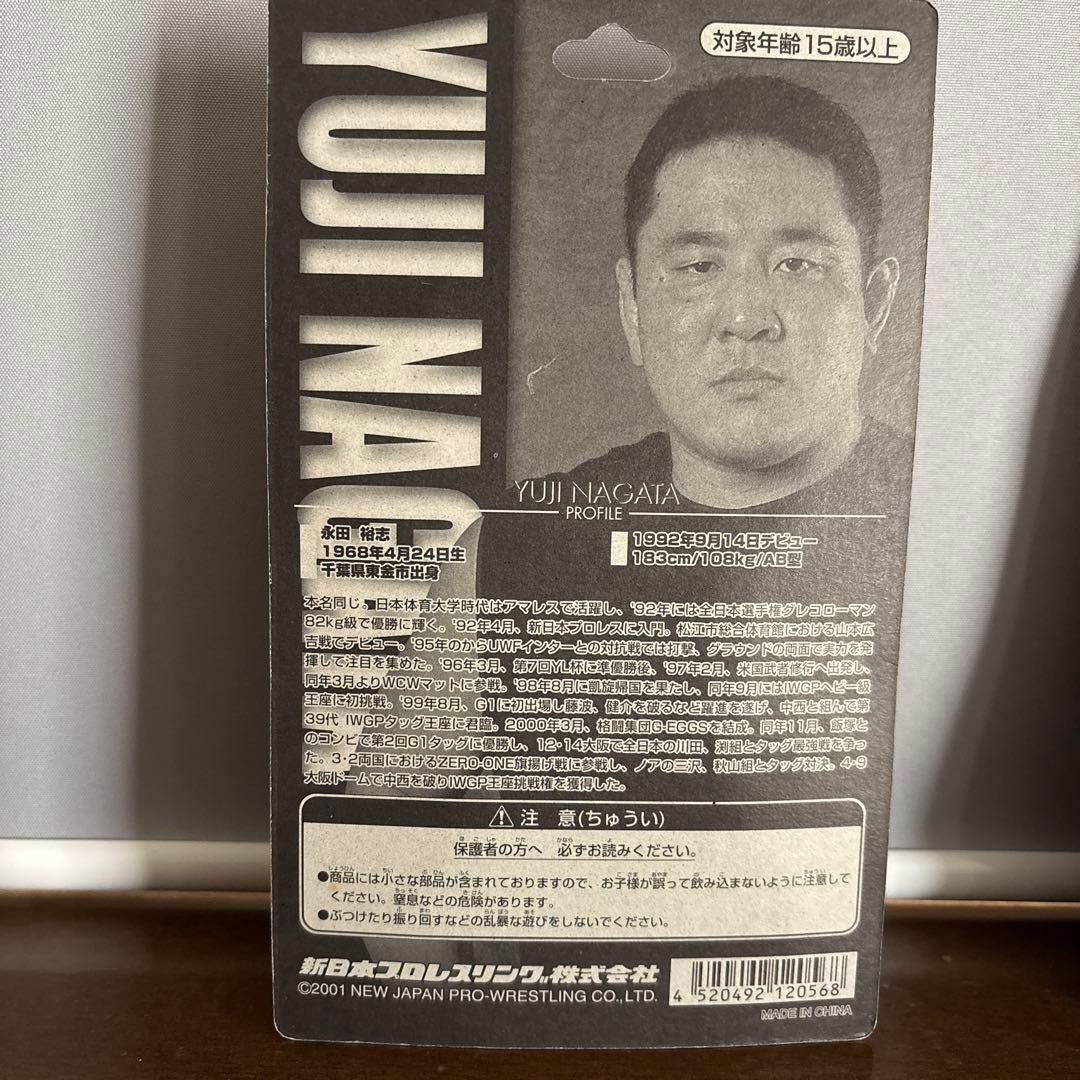 対象年齢15歳以上
YUJI NAGATA
YUJI NAGATA
PROFILE
永田 裕志
1968年4月24日生
千葉県東金市出身
1992年9月14日デビュー
183cm/108kg/AB型
本名同じ。日本体育大学時代はアマレスで活躍し、'92年には全日本選手権グレコローマン
82kg級で優勝に輝く。'92年4月、新日本プロレスに入門。松江市総合体育館における山本広
吉戦でデビュー。'95年のからUWFインターとの対抗戦では打撃、グラウンドの両面で実力を発
揮して注目を集めた。'96年3月、第7回YL杯に準優勝後、'97年2月、米国武者修行へ出発し、
同年3月よりWCWマットに参戦。'98年8月に凱旋帰国を果たし、同年9月にはIWGPヘビー級
王座に初挑戦。'99年8月、G1に初出場し藤波、健介を破るなど躍進を遂げ、中西と組んで第
39代 IWGPタッグ王座に君臨。2000年3月、格闘集団G-EGGSを結成。同年11月、飯塚と
のコンビで第2回G1タッグに優勝し、12・14大阪で全日本の川田、渕組とタッグ最強戦を争っ
た。3・2両国におけるZERO-ONE旗揚げ戦に参戦し、ノアの三沢、秋山組とタッグ対決。4・9
大阪ドームで中西を破りIWGP王座挑戦権を獲得した。
⚠注 意(ちゅうい)
保護者の方へ 必ずお読みください。
●商品には小さな部品が含まれておりますので、お子様が誤って飲み込まないように注意して
ください。窒息などの危険があります。
●ぶつけたり振り回すなどの乱暴な遊びをしないでください。
新日本プロレスリング株式会社
©2001 NEW JAPAN PRO-WRESTLING CO., LTD.
4 520492 120568
MADE IN CHINA